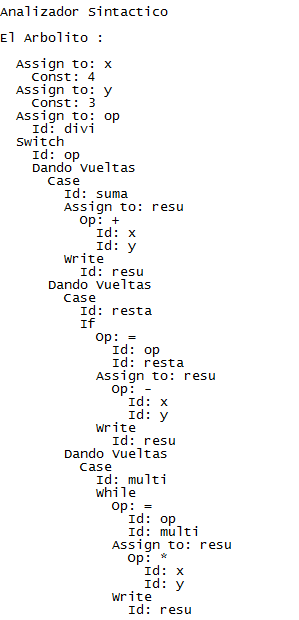 Analizador Sintactico
El Arbolito :
Assign to: x
Const: 4
Assign to: y
Const: 3
Assign to: op
Id: divi
Switch
Id: op
Dando Vueltas
Case
Id: suma
Assign to: resu
Op: +
Id: x
Id: y
Write
Id: resu
Dando Vueltas
Case
Id: resta
If
Op: =
Id: op
Id: resta
Assign to: resu
Op: -
Id: x
Id: y
Write
Id: resu
Dando Vueltas
Case
Id: multi
While
Op: =
Id: op
Id: multi
Assign to: resu
Op: *
Id: x
Id: y
Write
Id: resu